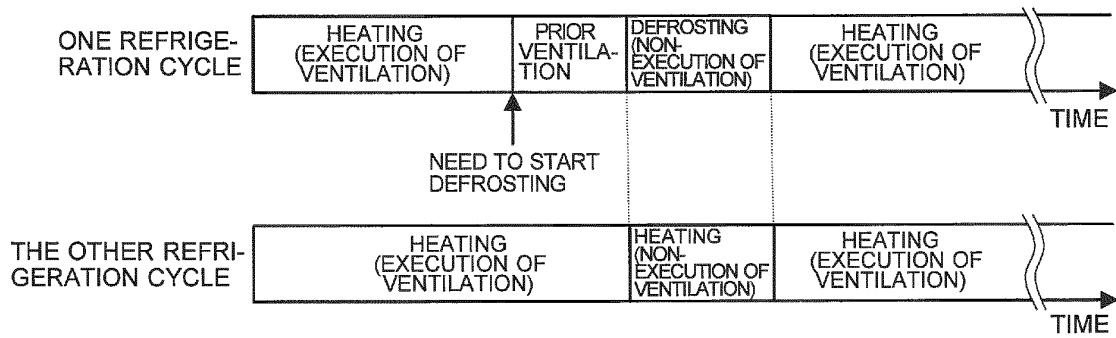 ONE REFRIGE-
RATION CYCLE
HEATING
(EXECUTION OF
VENTILATION)
PRIOR
VENTILA-
TION
DEFROSTING
(NON-
EXECUTION OF
VENTILATION)
HEATING
(EXECUTION OF
VENTILATION)
TIME
NEED TO START
DEFROSTING
THE OTHER REFRI-
GERATION CYCLE
HEATING
(EXECUTION OF
VENTILATION)
HEATING
(NON-
EXECUTION OF
VENTILATION)
HEATING
(EXECUTION OF
VENTILATION)
TIME